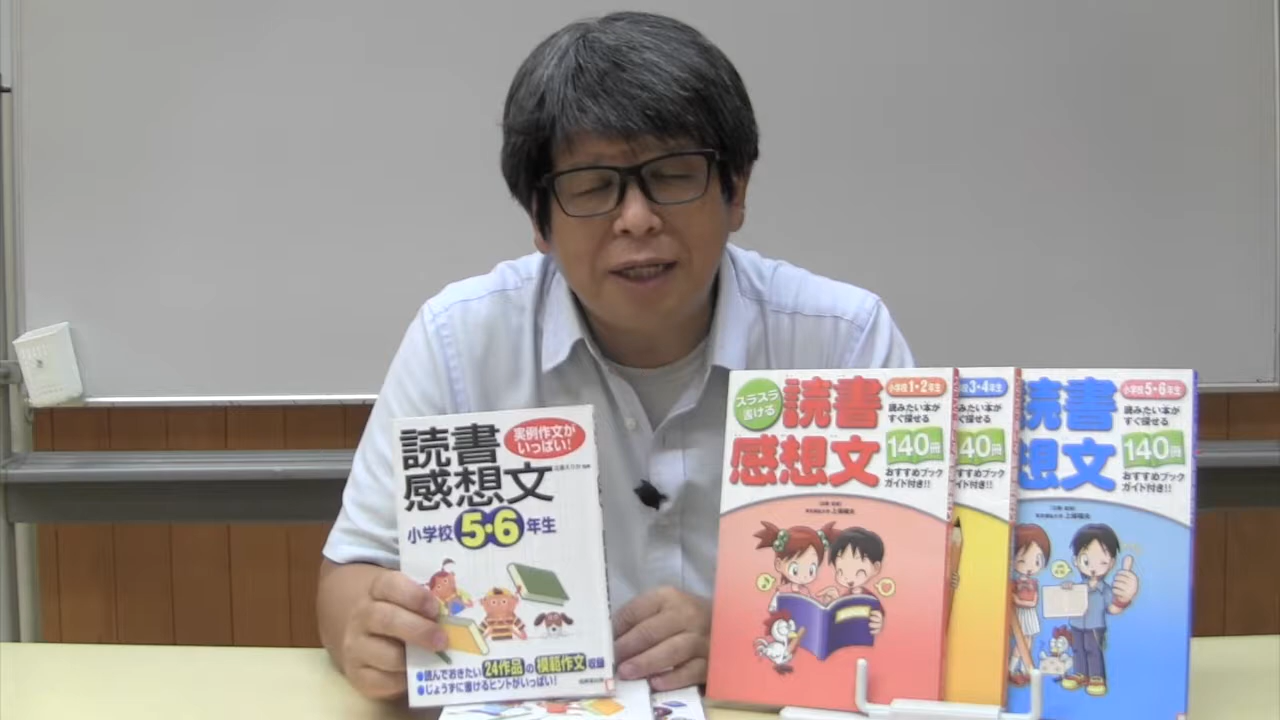 実例作文が
いっぱい!
読書
感想文
小学校5・6年生
●読んでおきたい24作品の模範作文収録
●じょうずに書けるヒントがいっぱい!
スラスラ
書ける
読書
感想文
小学校1・2年生
読みたい本が
すぐ探せる
140冊
おすすめブック
ガイド付き!!
校3・4年生
みたい本が
ぐ探せる
40冊
すすめブック
イド付き!!
読書
想文
小学校5・6年生
読みたい本が
すぐ探せる
140冊
おすすめブック
ガイド付き!!